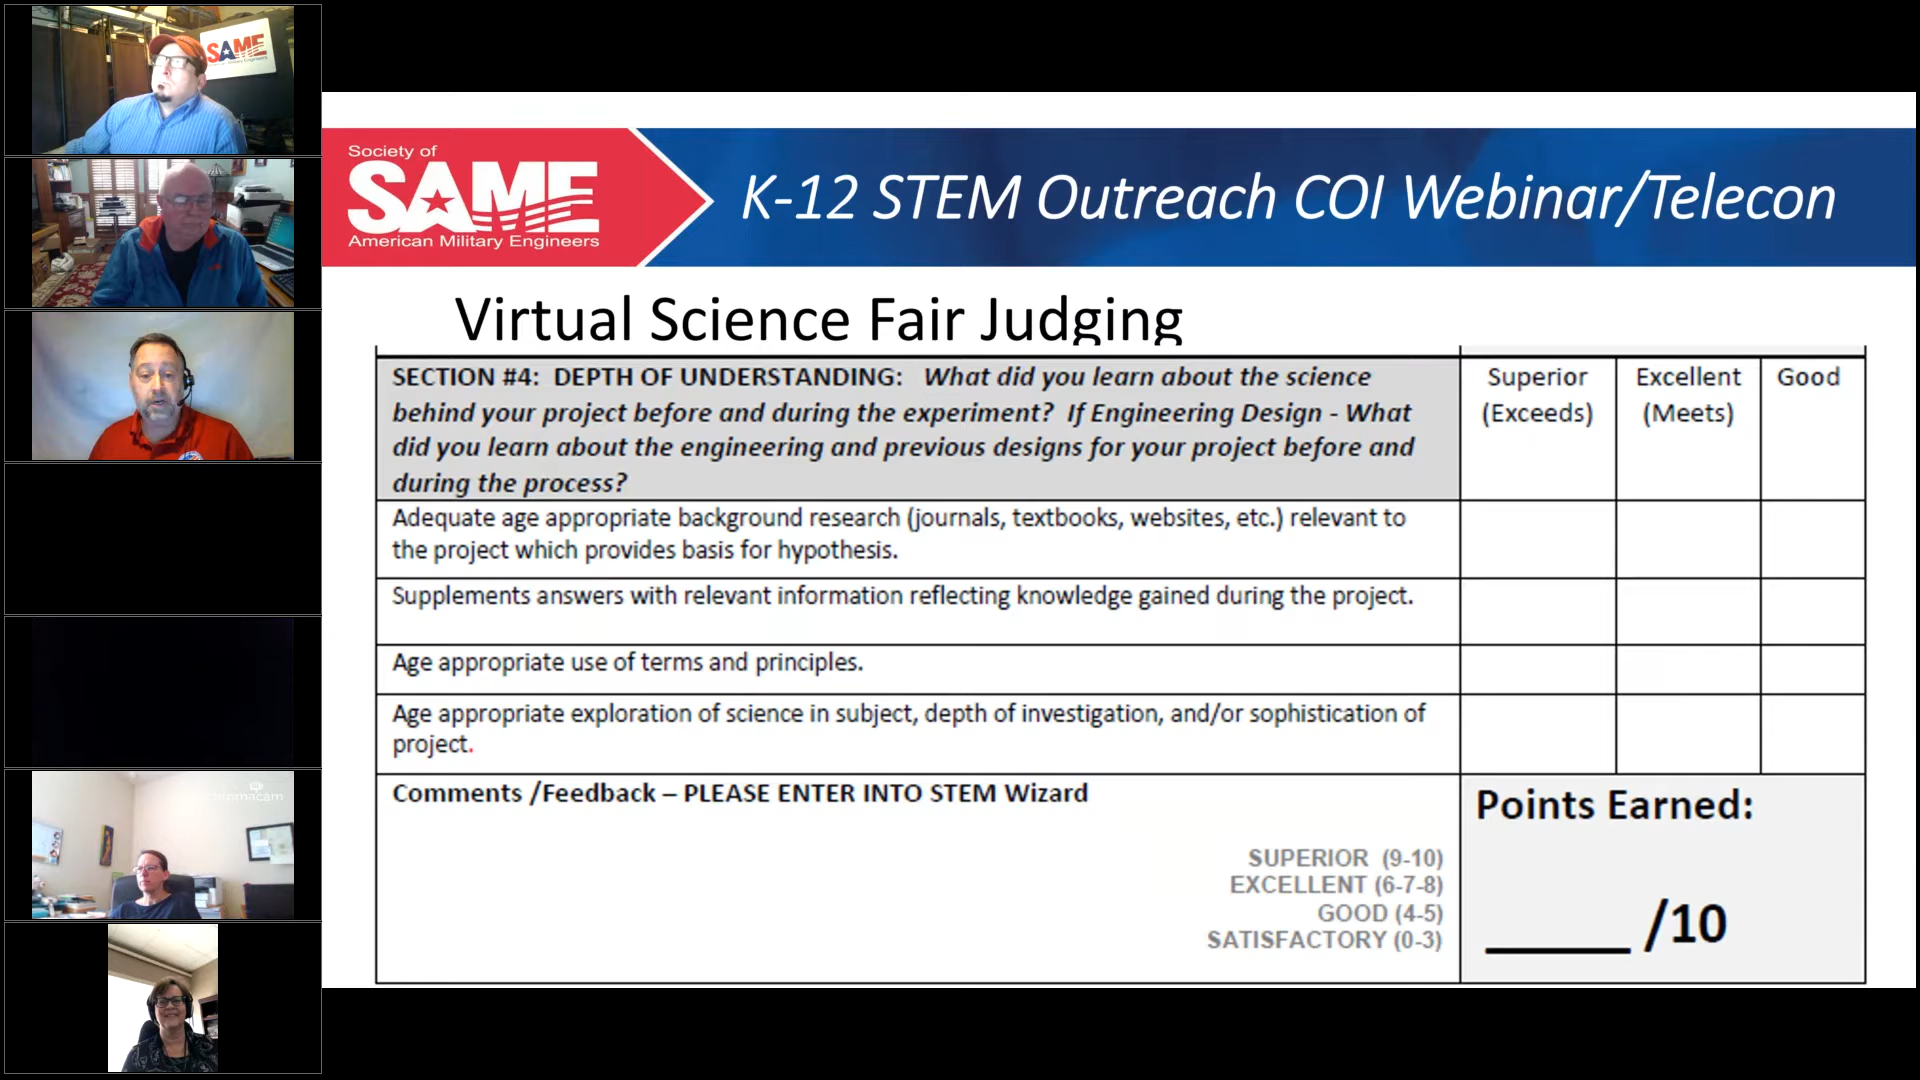 SAME
chromacam
Society of
SAME
American Military Engineers
K-12 STEM Outreach COI Webinar/Telecon
Virtual Science Fair Judging
SECTION #4: DEPTH OF UNDERSTANDING: What did you learn about the science
behind your project before and during the experiment? If Engineering Design - What
did you learn about the engineering and previous designs for your project before and
during the process?
Superior
(Exceeds)
Excellent
(Meets)
Good
Adequate age appropriate background research (journals, textbooks, websites, etc.) relevant to
the project which provides basis for hypothesis.
Supplements answers with relevant information reflecting knowledge gained during the project.
Age appropriate use of terms and principles.
Age appropriate exploration of science in subject, depth of investigation, and/or sophistication of
project.
Comments /Feedback – PLEASE ENTER INTO STEM Wizard
SUPERIOR (9-10)
EXCELLENT (6-7-8)
GOOD (4-5)
SATISFACTORY (0-3)
Points Earned:
_____ /10